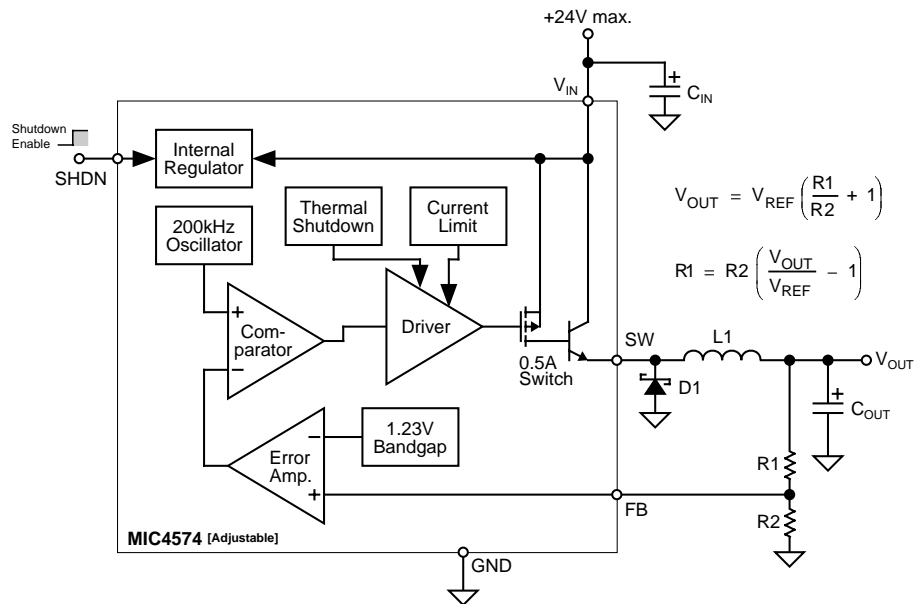 +24V max.
VIN
CIN
Shutdown
Enable
SHDN
Internal
Regulator
200kHz
Oscillator
Thermal
Shutdown
Current
Limit
VOUT = VREF (R1/R2 + 1)
R1 = R2 (VOUT/VREF − 1)
+
Com-
parator
−
Driver
0.5A
Switch
SW
L1
VOUT
D1
+
COUT
Error
Amp.
−
+
1.23V
Bandgap
R1
FB
R2
MIC4574 [Adjustable]
GND